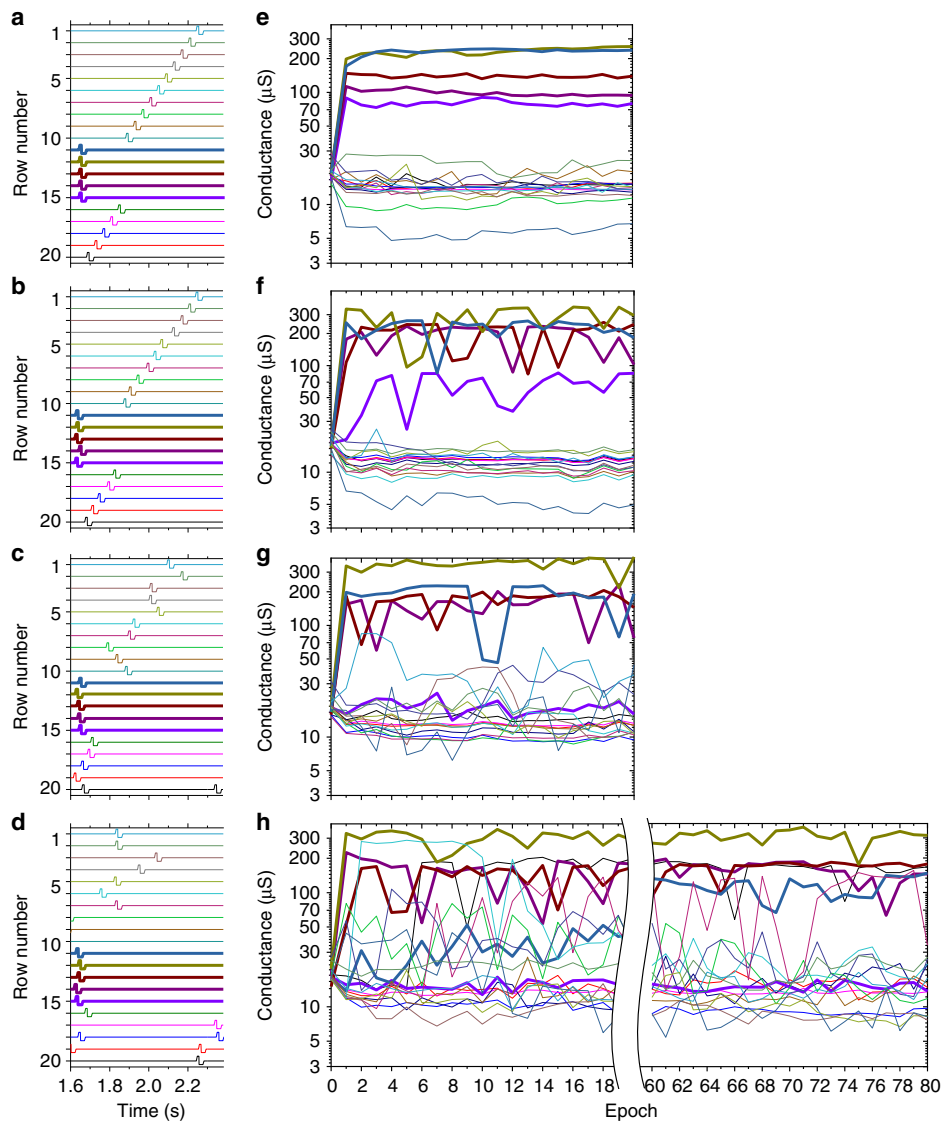 a
1
5
10
15
20
Row number
b
1
5
10
15
20
Row number
c
1
5
10
15
20
Row number
d
1
5
10
15
20
Row number
1.6 2.0 2.2
Time (s)
e
300
200
100
70
50
30
10
5
3
Conductance (µS)
f
300
200
100
70
50
30
10
5
3
Conductance (µS)
g
300
200
100
70
50
30
10
5
3
Conductance (µS)
h
300
200
100
70
50
30
10
5
3
Conductance (µS)
0 2 4 6 8 10 12 14 16 18 60 62 64 66 68 70 72 74 76 78 80
Epoch